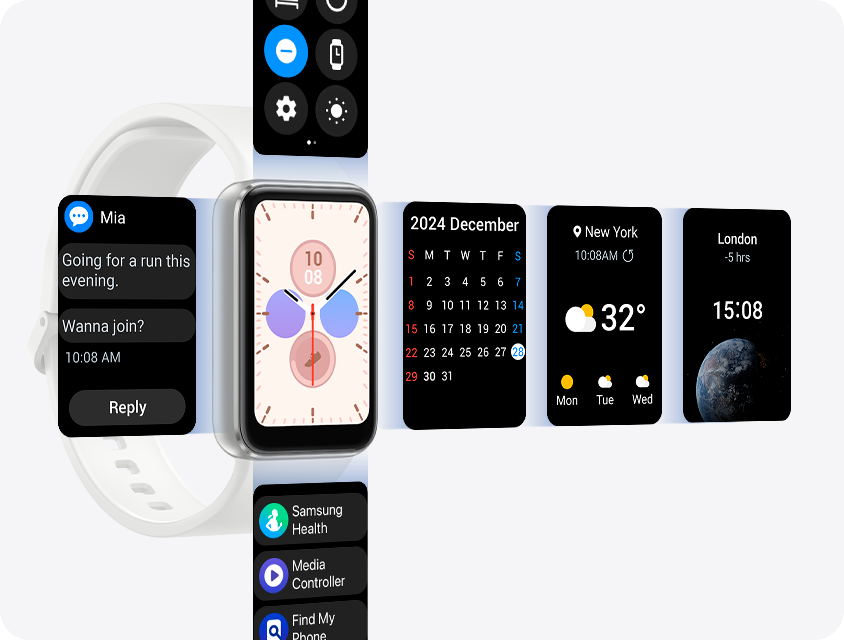 Mia
Going for a run this
evening.
Wanna join?
10:08 AM
Reply
10
08
2024 December
S M T W T F S
1 2 3 4 5 6 7
8 9 10 11 12 13 14
15 16 17 18 19 20 21
22 23 24 25 26 27 28
29 30 31
New York
10:08AM
32°
Mon Tue Wed
London
-5 hrs
15:08
Samsung
Health
Media
Controller
Find My
Phone